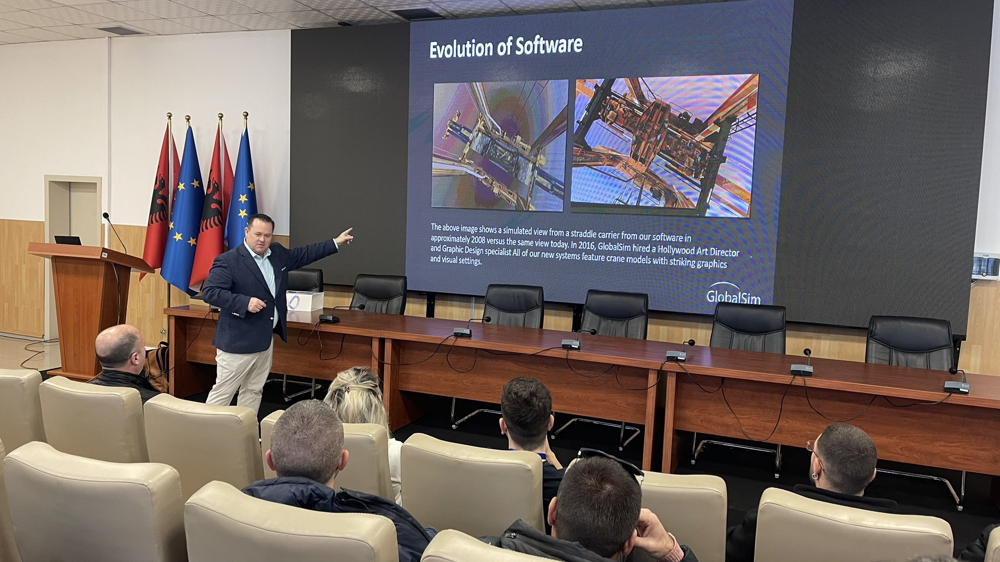 Evolution of Software
The above image shows a simulated view from a straddle carrier from our software in
approximately 2008 versus the same view today. In 2016, GlobalSim hired a Hollywood Art Director
and Graphic Design specialist All of our new systems feature crane models with striking graphics
and visual settings.
GlobalSim